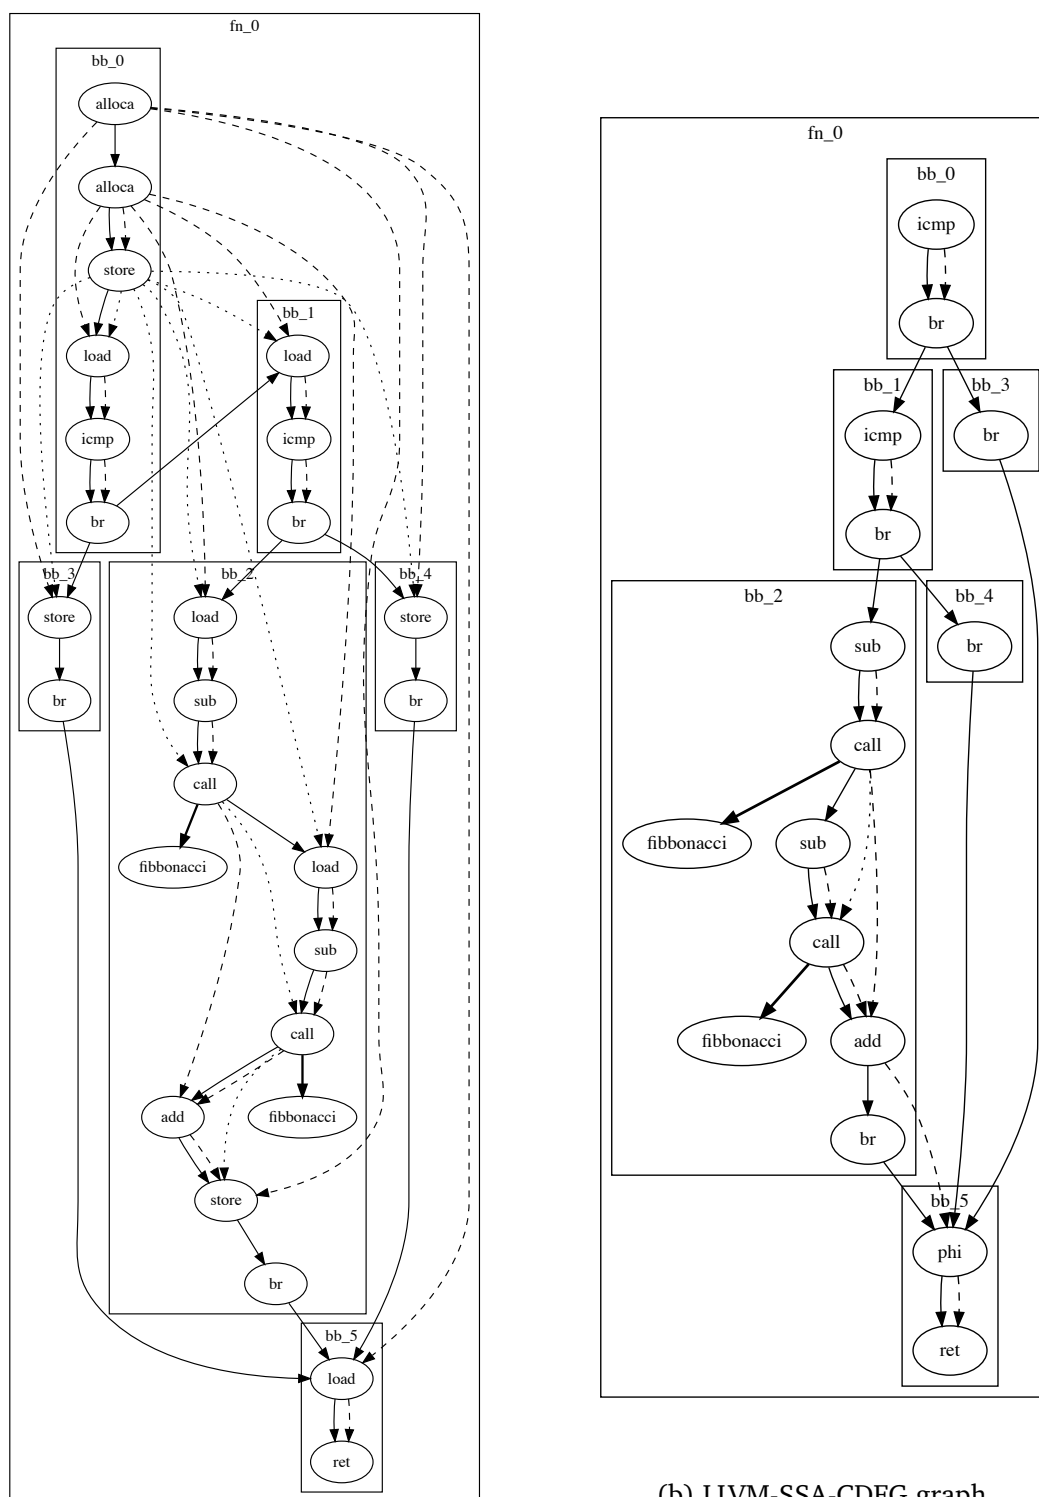 fn_0
bb_0
alloca
alloca
store
load
icmp
br
bb_1
load
icmp
br
bb_3
store
br
bb_2
load
sub
call
fibbonacci
load
sub
call
add
fibbonacci
store
br
bb_4
store
br
bb_5
load
ret
fn_0
bb_0
icmp
br
bb_1
icmp
br
bb_3
br
bb_2
sub
call
fibbonacci
sub
call
fibbonacci
add
br
bb_4
br
bb_5
phi
ret
(b) LLVM-SSA-CDFG graph